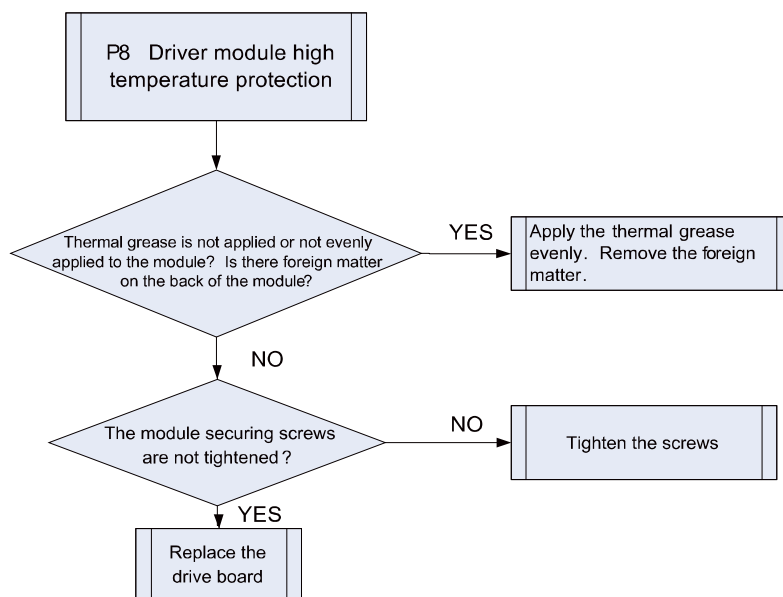 P8 Driver module high
temperature protection
Thermal grease is not applied or not evenly
applied to the module? Is there foreign matter
on the back of the module?
YES
Apply the thermal grease
evenly. Remove the foreign
matter.
NO
The module securing screws
are not tightened?
NO
Tighten the screws
YES
Replace the
drive board